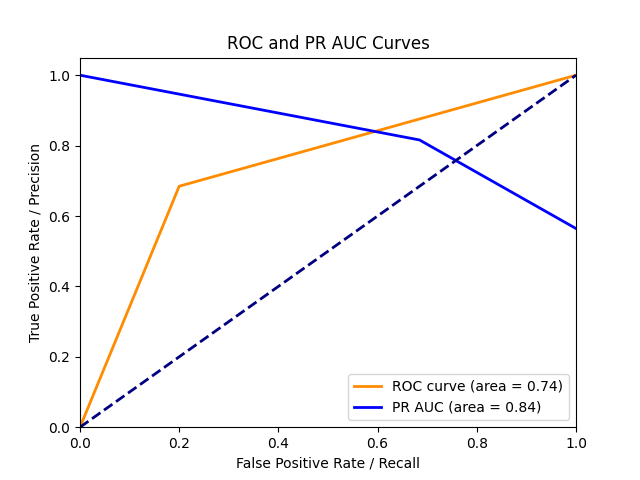 ROC and PR AUC Curves
True Positive Rate / Precision
1.0
0.8
0.6
0.4
0.2
0.0
ROC curve (area = 0.74)
PR AUC (area = 0.84)
0.0 0.2 0.4 0.6 0.8 1.0
False Positive Rate / Recall